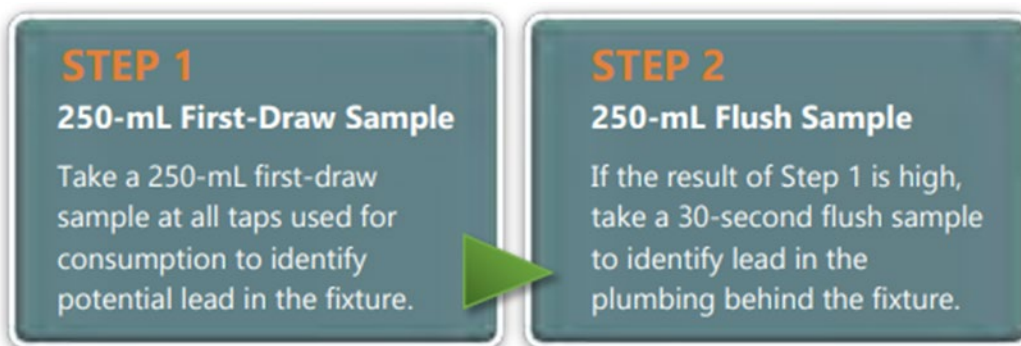 STEP 1
250-mL First-Draw Sample
Take a 250-mL first-draw
sample at all taps used for
consumption to identify
potential lead in the fixture.
STEP 2
250-mL Flush Sample
If the result of Step 1 is high,
take a 30-second flush sample
to identify lead in the
plumbing behind the fixture.